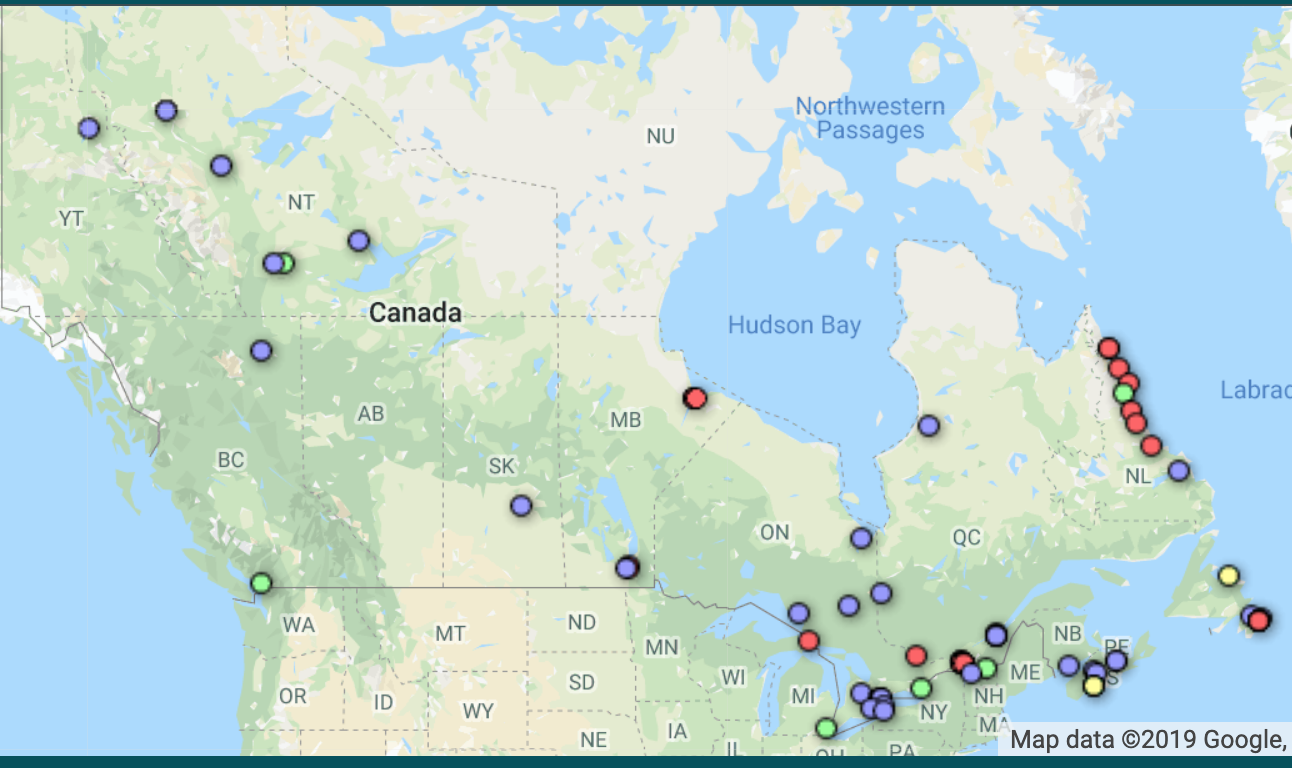 Northwestern
Passages
NU
YT
NT
Canada
Hudson Bay
Labrac
AB
MB
BC
SK
NL
ON
QC
WA
MT
ND
MN
NB
PE
S
OR
ID
WY
SD
WI
MI
ME
NH
NY
MA
NE
IA
IL
OH
PA
Map data ©2019 Google,